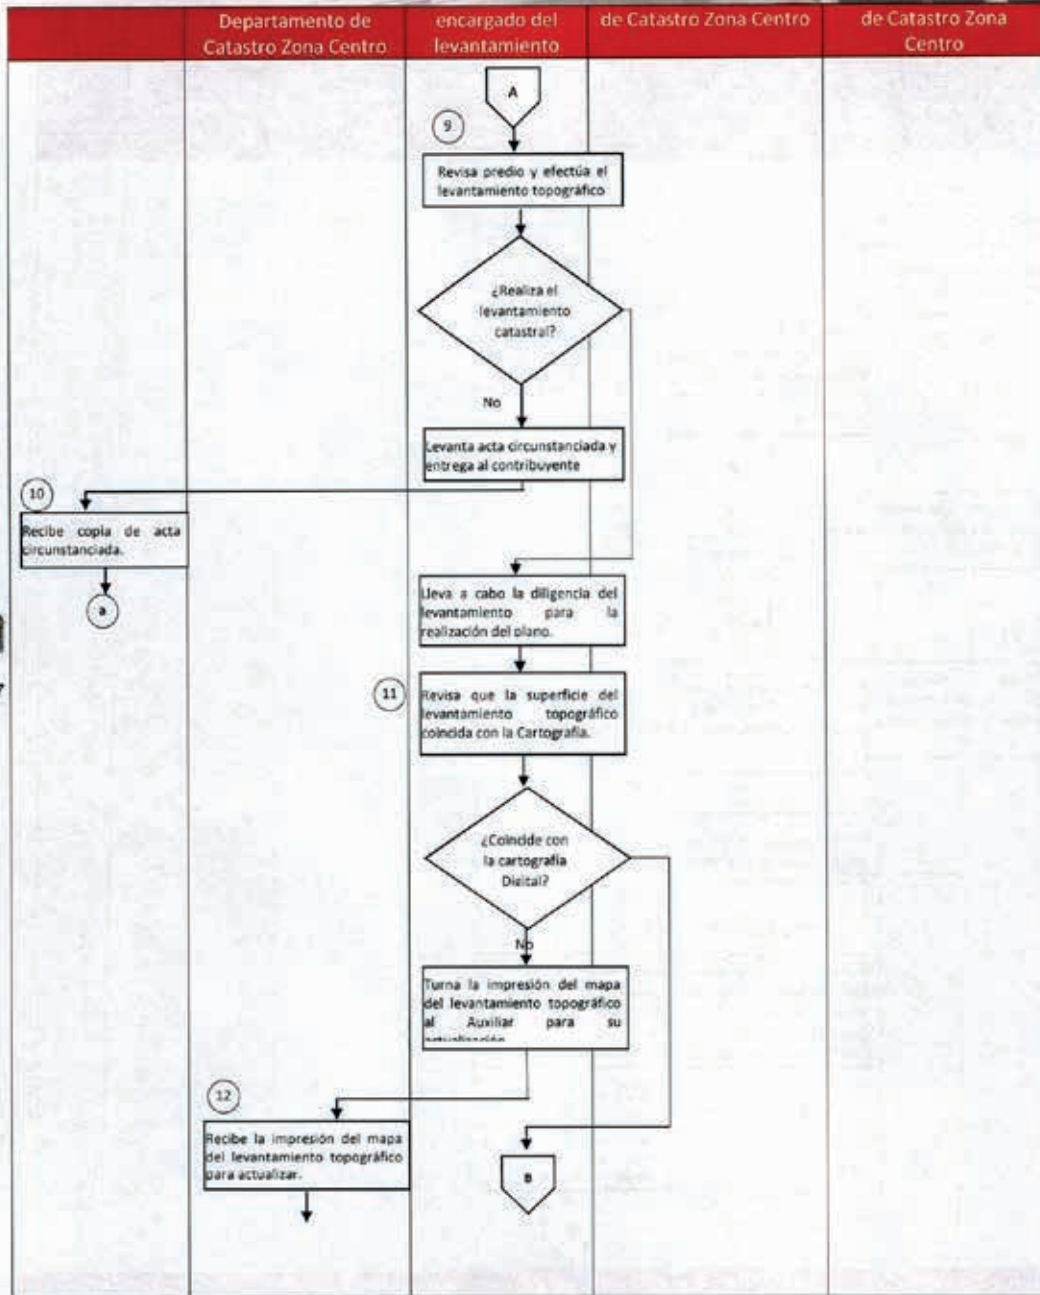 Departamento de
Catastro Zona Centro
encargado del
levantamiento
de Catastro Zona Centro
de Catastro Zona
Centro
A
9
Revisa predio y efectúa el
levantamiento topográfico
¿Realiza el
levantamiento
catastral?
No
Levanta acta circunstanciada y
entrega al contribuyente
10
Recibe copia de acta
circunstanciada.
a
Lleva a cabo la diligencia del
levantamiento para la
realización del plano.
11
Revisa que la superficie del
levantamiento topográfico
coincida con la Cartografía.
¿Coincide con
la cartografía
Digital?
No
Turna la impresión del mapa
del levantamiento topográfico
al Auxiliar para su
actualización
12
Recibe la impresión del mapa
del levantamiento topográfico
para actualizar.
B